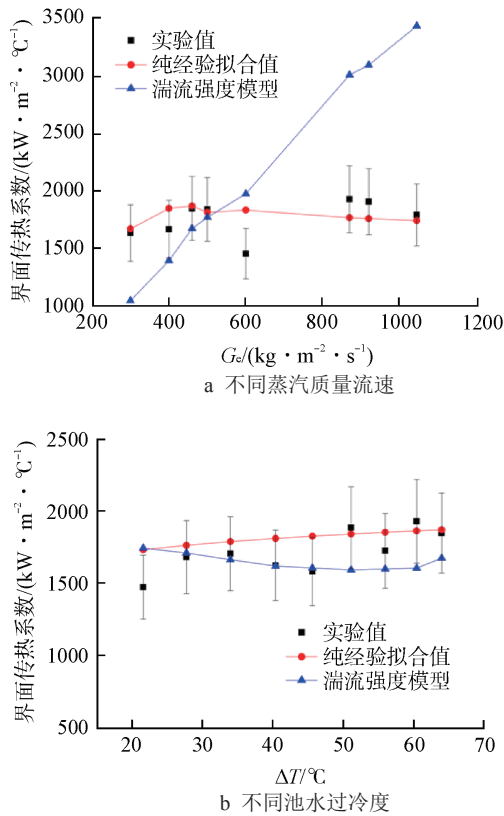 3500
3000
2500
2000
1500
1000
实验值
纯经验拟合值
湍流强度模型
界面传热系数/(kW·m⁻²·℃⁻¹)
200 400 600 800 1000 1200
Gₑ/(kg·m⁻²·s⁻¹)
a 不同蒸汽质量流速
2500
2000
1500
1000
500
实验值
纯经验拟合值
湍流强度模型
界面传热系数/(kW·m⁻²·℃⁻¹)
20 30 40 50 60 70
ΔT/℃
b 不同池水过冷度